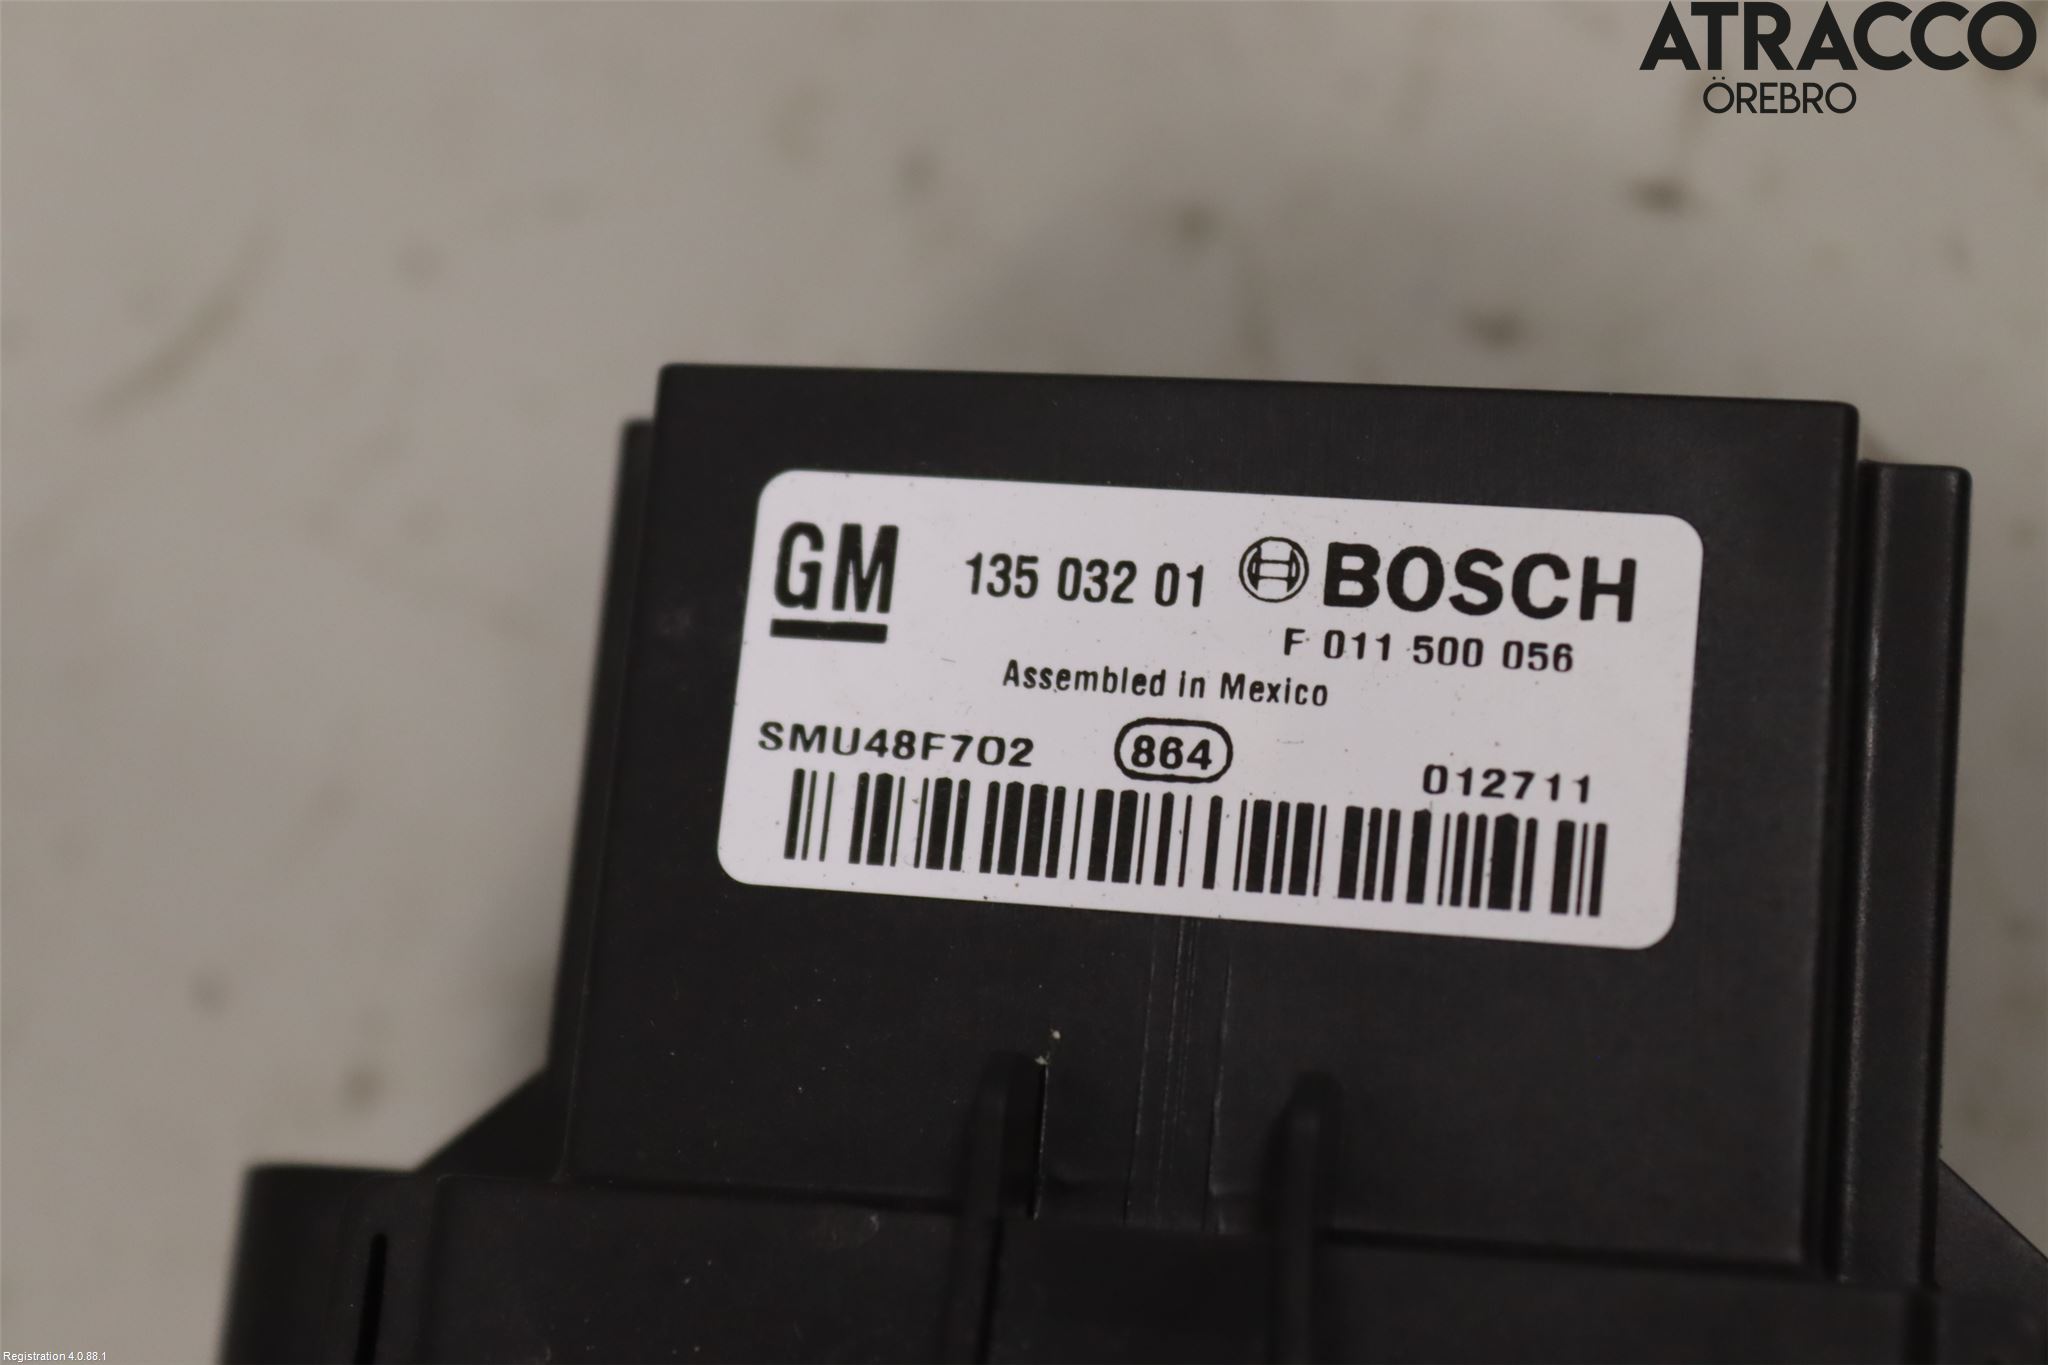 ATRACCO
ÖREBRO
GM 135 032 01 BOSCH
F 011 500 056
Assembled in Mexico
SMU48F702 864 012711
Registration 4.0.88.1